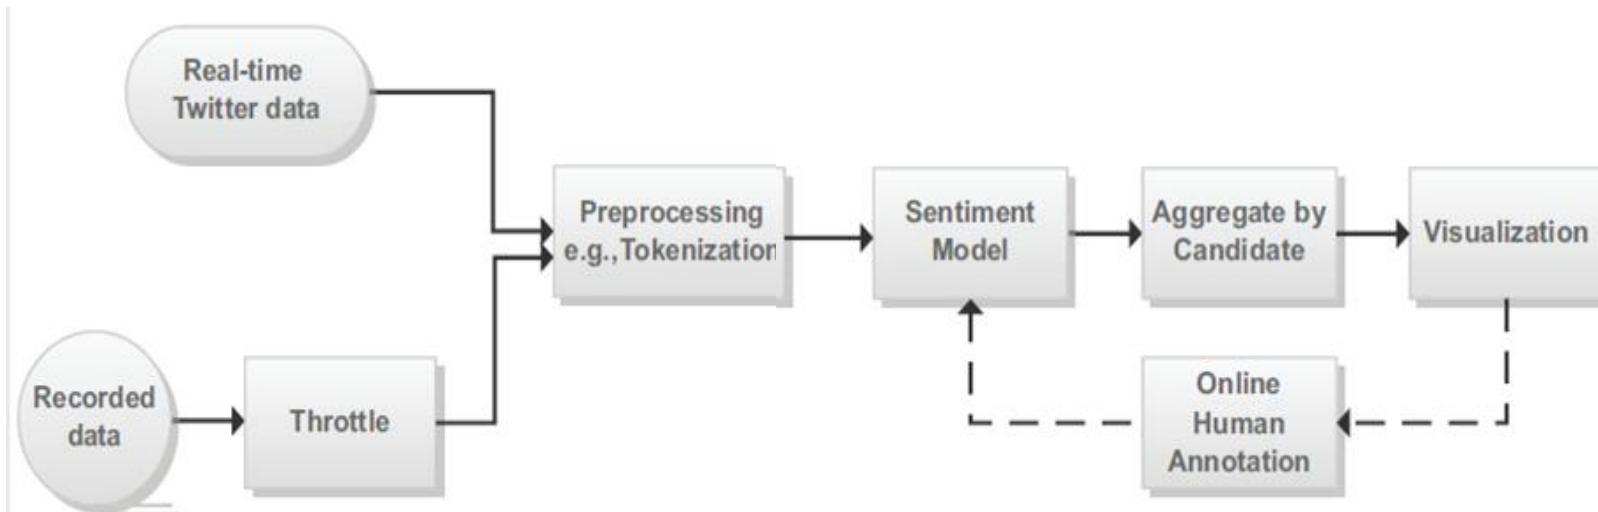 Real-time
Twitter data
Preprocessing
e.g.,Tokenization
Sentiment
Model
Aggregate by
Candidate
Visualization
Recorded
data
Throttle
Online
Human
Annotation